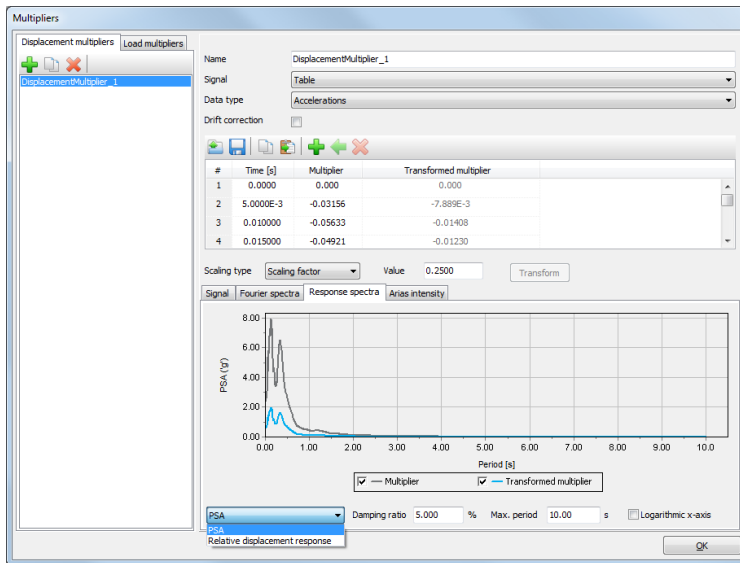 Multipliers
Displacement multipliers Load multipliers
DisplacementMultiplier_1
Name DisplacementMultiplier_1
Signal Table
Data type Accelerations
Drift correction
# Time [s] Multiplier Transformed multiplier
1 0.0000 0.000 0.000
2 5.0000E-3 -0.03156 -7.889E-3
3 0.010000 -0.05633 -0.01408
4 0.015000 -0.04921 -0.01230
Scaling type Scaling factor Value 0.2500 Transform
Signal Fourier spectra Response spectra Arias intensity
8.00
6.00
4.00
2.00
0.00
PSA ('g')
0.00 1.00 2.00 3.00 4.00 5.00 6.00 7.00 8.00 9.00 10.0
Period [s]
Multiplier Transformed multiplier
PSA Damping ratio 5.000 % Max. period 10.00 s Logarithmic x-axis
PSA
Relative displacement response
OK